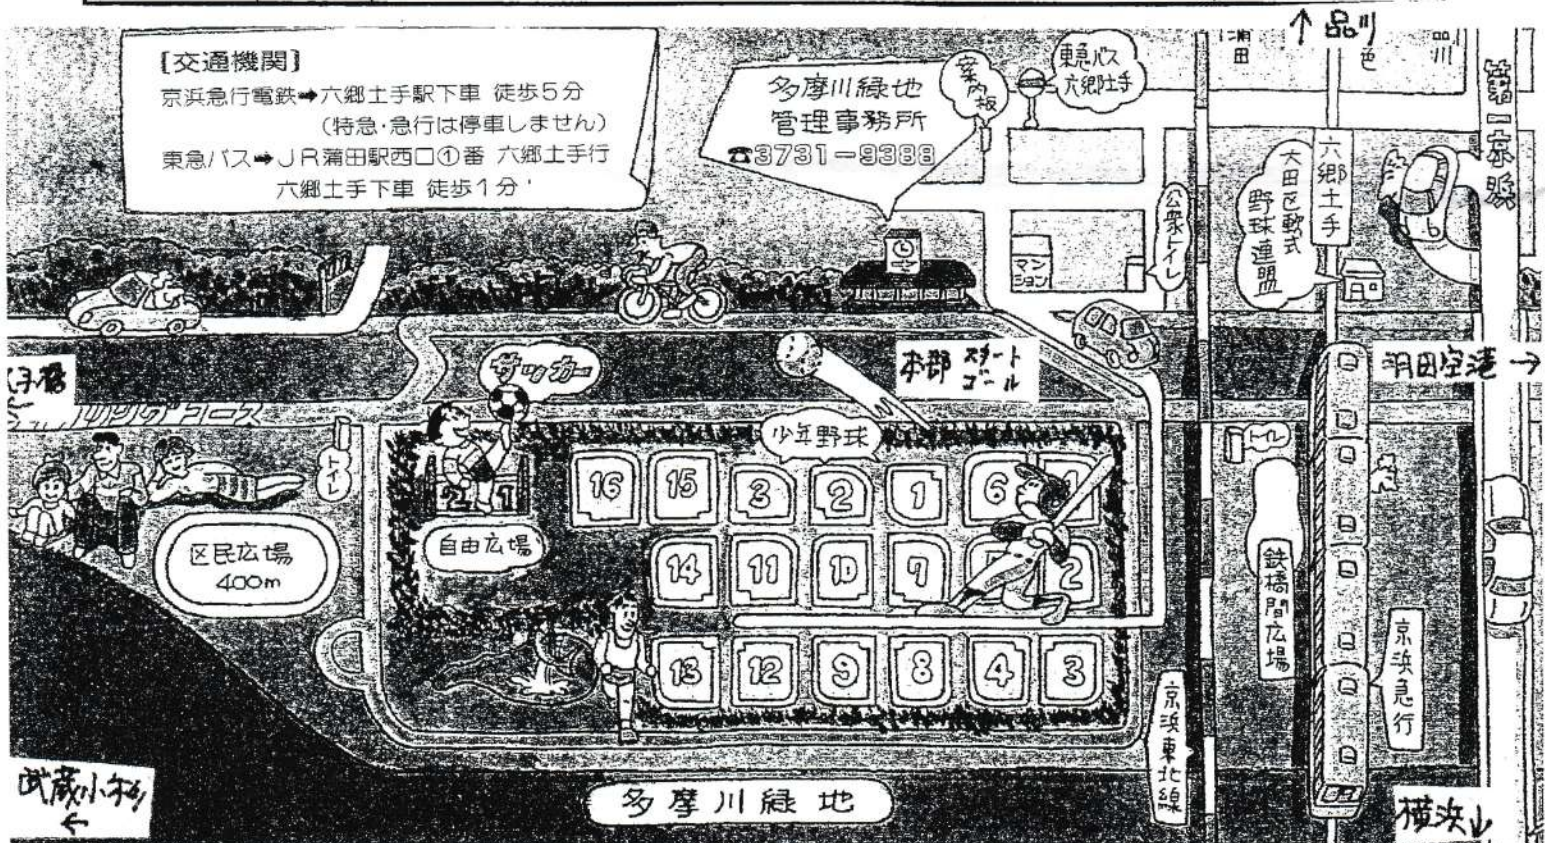 [交通機関]
京浜急行電鉄➡六郷土手駅下車 徒歩5分
(特急・急行は停車しません)
東急バス➡JR蒲田駅西口①番 六郷土手行
六郷土手下車 徒歩1分
多摩川緑地
管理事務所
☎3731-9388
案内板
東急バス
六郷土手
↑ 品川
蒲田
色
品川
第一京浜
六郷土手
大田区軟式
野球連盟
公衆トイレ
マン
ション
羽田空港 →
本部 スタート
ゴール
サッカー
少年野球
トイレ
トイレ
16 15 3 2 1 6 1
2 1
自由広場
区民広場
400m
14 11 10 7 2
13 12 9 8 4 3
鉄橋間広場
京浜急行
京浜東北線
武蔵小杉
←
多摩川緑地
横浜↓